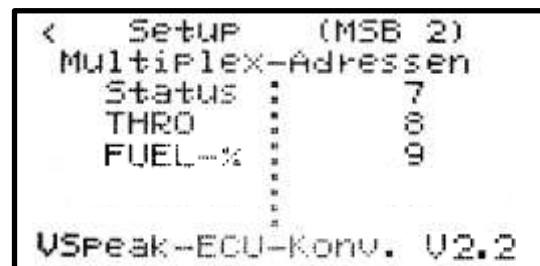 < Setup (MSB 2)
Multiplex-Adressen
Status 7
THRO 8
FUEL-% 9
VSpeak-ECU-Konv. V2.2